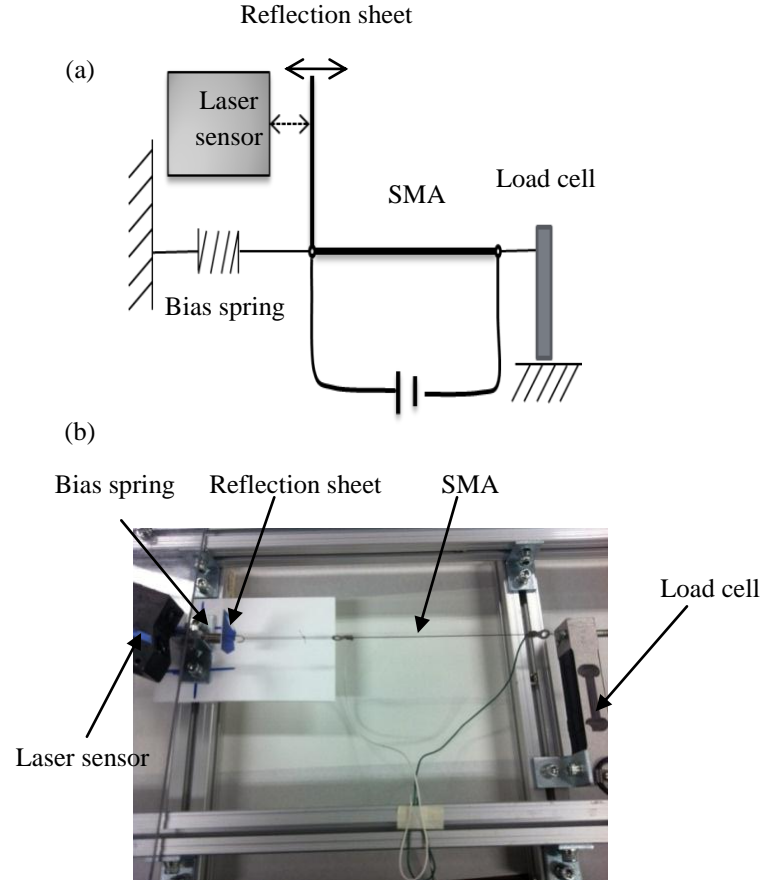 Reflection sheet
(a)
Laser
sensor
SMA
Load cell
Bias spring
(b)
Bias spring
Reflection sheet
SMA
Load cell
Laser sensor